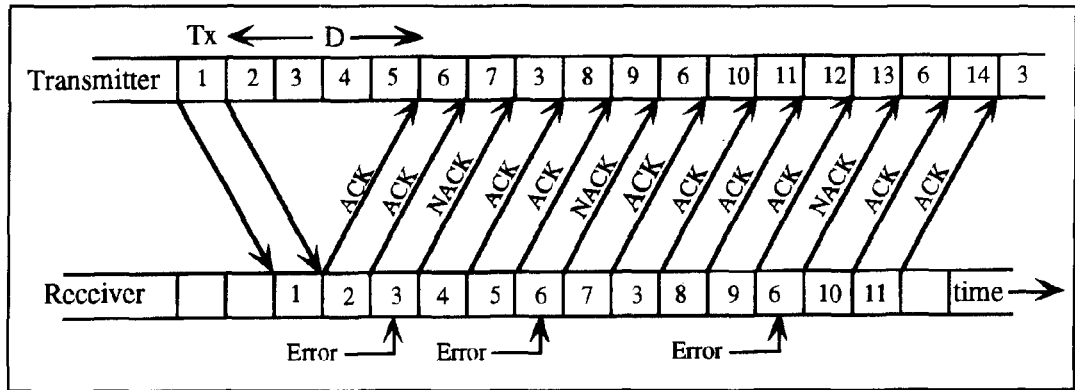 Tx D
Transmitter 1 2 3 4 5 6 7 3 8 9 6 10 11 12 13 6 14 3
ACK ACK NACK ACK ACK NACK ACK ACK ACK NACK ACK ACK
Receiver 1 2 3 4 5 6 7 3 8 9 6 10 11 time
Error Error Error